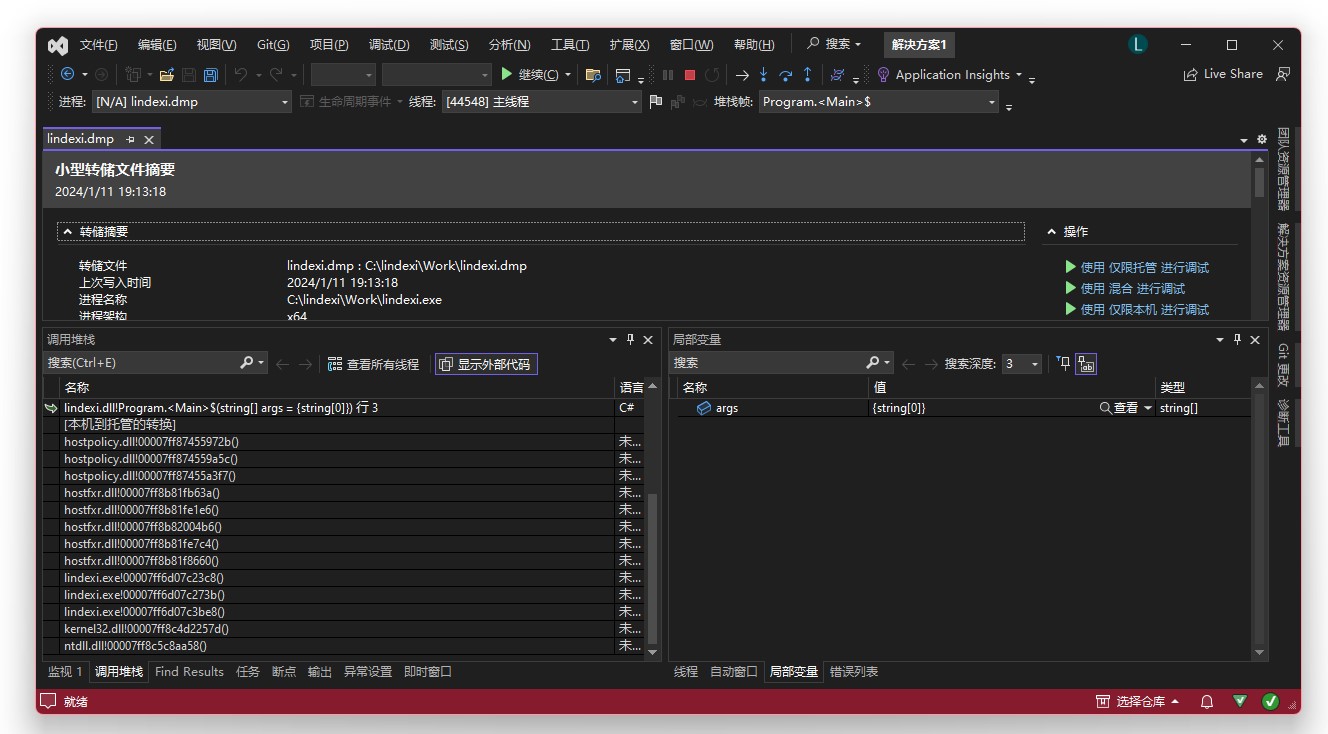 文件(F) 编辑(E) 视图(V) Git(G) 项目(P) 调试(D) 测试(S) 分析(N) 工具(T) 扩展(X) 窗口(W) 帮助(H) 搜索 解决方案1 L
继续(C) Application Insights Live Share
进程: [N/A] lindexi.dmp 生命周期事件 线程: [44548] 主线程 堆栈帧: Program.<Main>$
lindexi.dmp
小型转储文件摘要
2024/1/11 19:13:18
转储摘要
转储文件 lindexi.dmp : C:\lindexi\Work\lindexi.dmp
上次写入时间 2024/1/11 19:13:18
进程名称 C:\lindexi\Work\lindexi.exe
进程架构 x64
操作
使用 仅限托管 进行调试
使用 混合 进行调试
使用 仅限本机 进行调试
团队资源管理器
解决方案资源管理器
Git 更改
诊断工具
调用堆栈
搜索(Ctrl+E) 查看所有线程 显示外部代码
名称 语言
lindexi.dll!Program.<Main>$(string[] args = {string[0]}) 行 3 C#
[本机到托管的转换]
hostpolicy.dll!00007ff87455972b() 未...
hostpolicy.dll!00007ff874559a5c() 未...
hostpolicy.dll!00007ff87455a3f7() 未...
hostfxr.dll!00007ff8b81fb63a() 未...
hostfxr.dll!00007ff8b81fe1e6() 未...
hostfxr.dll!00007ff8b82004b6() 未...
hostfxr.dll!00007ff8b81fe7c4() 未...
hostfxr.dll!00007ff8b81f8660() 未...
lindexi.exe!00007ff6d07c23c8() 未...
lindexi.exe!00007ff6d07c273b() 未...
lindexi.exe!00007ff6d07c3be8() 未...
kernel32.dll!00007ff8c4d2257d() 未...
ntdll.dll!00007ff8c5c8aa58() 未...
监视 1 调用堆栈 Find Results 任务 断点 输出 异常设置 即时窗口
局部变量
搜索 搜索深度: 3
名称 值 类型
args {string[0]} 查看 string[]
线程 自动窗口 局部变量 错误列表
就绪 选择仓库